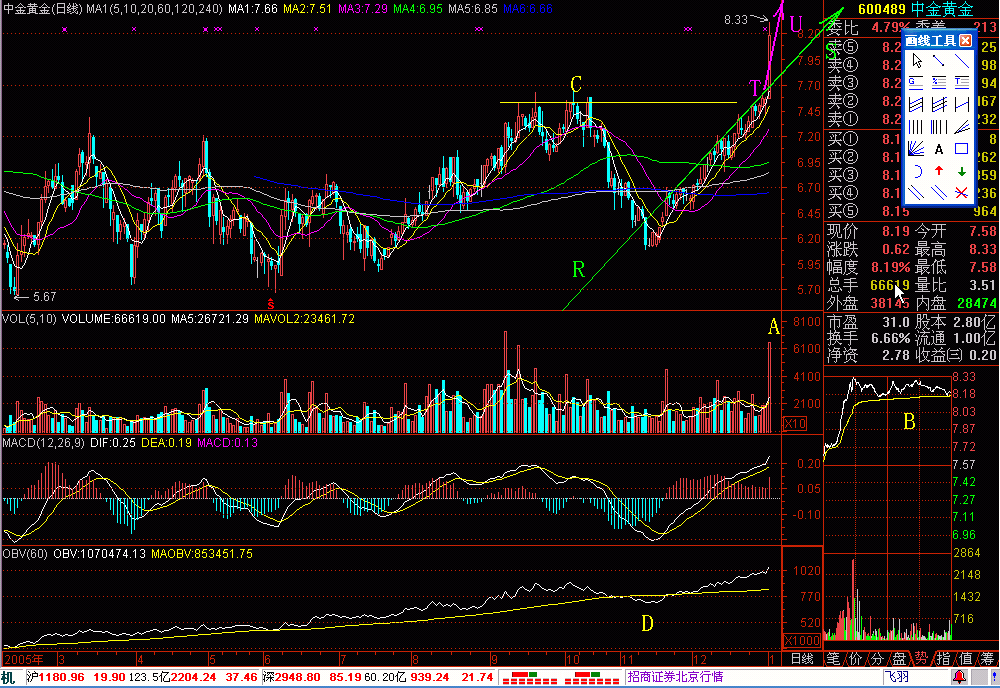 中金黄金(日线) MA1(5,10,20,60,120,240) MA1:7.66 MA2:7.51 MA3:7.29 MA4:6.95 MA5:6.85 MA6:6.66
8.33
U
S
T
C
R
5.67
S
8.20
7.95
7.70
7.45
7.20
6.95
6.70
6.45
6.20
5.95
5.70
VOL(5,10) VOLUME:66619.00 MA5:26721.29 MAVOL2:23461.72
A
8100
6100
4100
2100
X10
MACD(12,26,9) DIF:0.25 DEA:0.19 MACD:0.13
0.20
0.05
-0.10
OBV(60) OBV:1070474.13 MAOBV:853451.75
D
1020
770
520
X1000
2005年 3 4 5 6 7 8 9 10 11 12 1 日线
600489 中金黄金
委比 4.79% 委差 213
画线工具
卖⑤ 8.2 25
卖④ 8.2 98
卖③ 8.2 94
卖② 8.2 67
卖① 8.2 232
买① 8.1 8
买② 8.1 262
买③ 8.1 359
买④ 8.1 236
买⑤ 8.15 964
现价 8.19 今开 7.58
涨跌 0.62 最高 8.33
幅度 8.19% 最低 7.58
总手 66619 量比 3.51
外盘 38145 内盘 28474
市盈 31.0 股本 2.80亿
换手 6.66% 流通 1.00亿
净资 2.78 收益㈢ 0.20
B
8.33
8.18
8.03
7.87
7.72
7.57
7.42
7.27
7.11
6.96
2864
2148
1432
716
笔 价 分 盘 势 指 值 筹
机 沪1180.96 19.90 123.5亿 2204.24 37.46 深2948.80 85.19 60.20亿 939.24 21.74 招商证券北京行情 飞羽